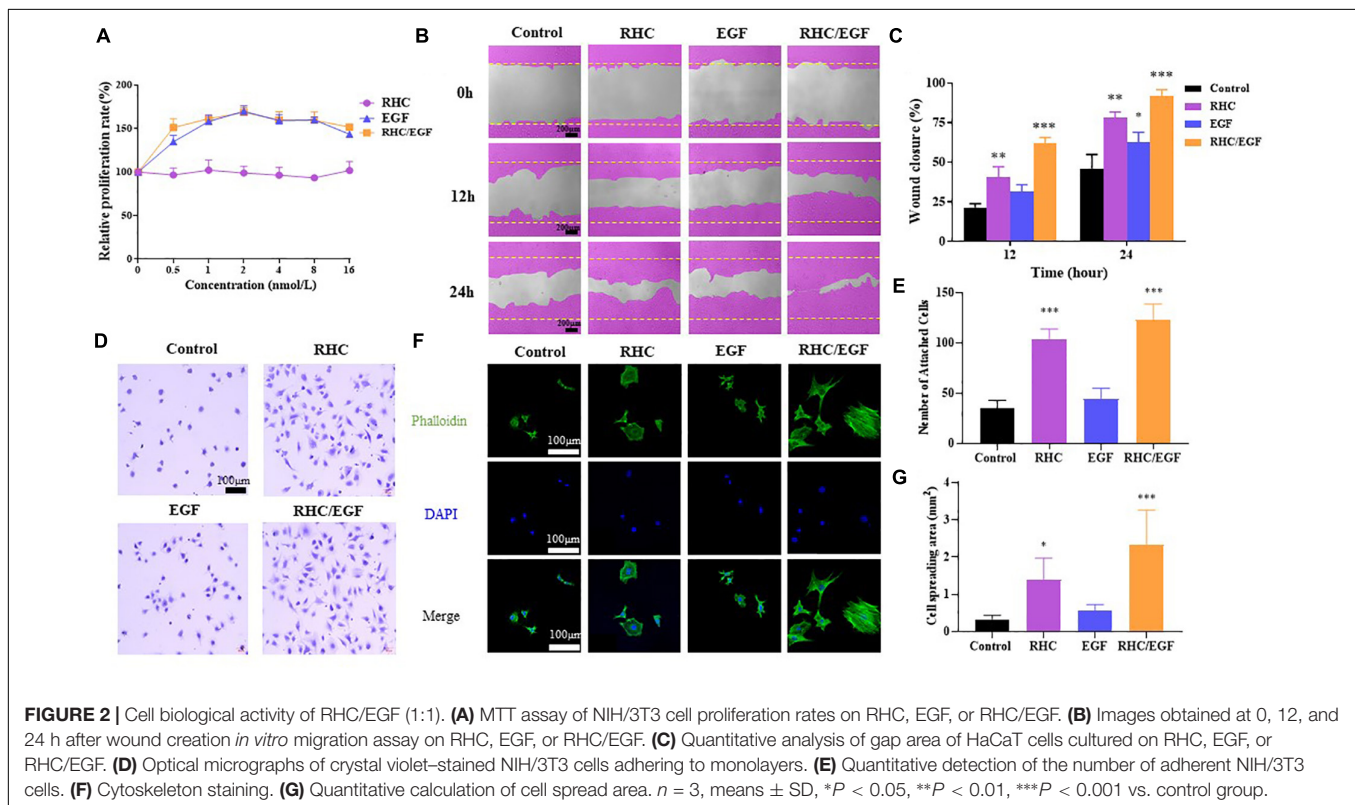 A
Relative proliferation rate(%)
200
150
100
50
0
0 0.5 1 2 4 8 16
Concentration (nmol/L)
RHC
EGF
RHC/EGF
B
Control RHC EGF RHC/EGF
0h
200μm
12h
200μm
24h
200μm
C
Wound closure (%)
100
75
50
25
0
** *** ** * ***
12 24
Time (hour)
Control
RHC
EGF
RHC/EGF
D
Control RHC
100μm
EGF RHC/EGF
F
Control RHC EGF RHC/EGF
Phalloidin
100μm
DAPI
100μm
Merge
100μm
E
Nember of Attached Cells
150
100
50
0
*** ***
Control RHC EGF RHC/EGF
G
Cell spreading area (mm²)
4
3
2
1
0
* ***
Control RHC EGF RHC/EGF
FIGURE 2 | Cell biological activity of RHC/EGF (1:1). (A) MTT assay of NIH/3T3 cell proliferation rates on RHC, EGF, or RHC/EGF. (B) Images obtained at 0, 12, and
24 h after wound creation in vitro migration assay on RHC, EGF, or RHC/EGF. (C) Quantitative analysis of gap area of HaCaT cells cultured on RHC, EGF, or
RHC/EGF. (D) Optical micrographs of crystal violet–stained NIH/3T3 cells adhering to monolayers. (E) Quantitative detection of the number of adherent NIH/3T3
cells. (F) Cytoskeleton staining. (G) Quantitative calculation of cell spread area. n = 3, means ± SD, *P < 0.05, **P < 0.01, ***P < 0.001 vs. control group.